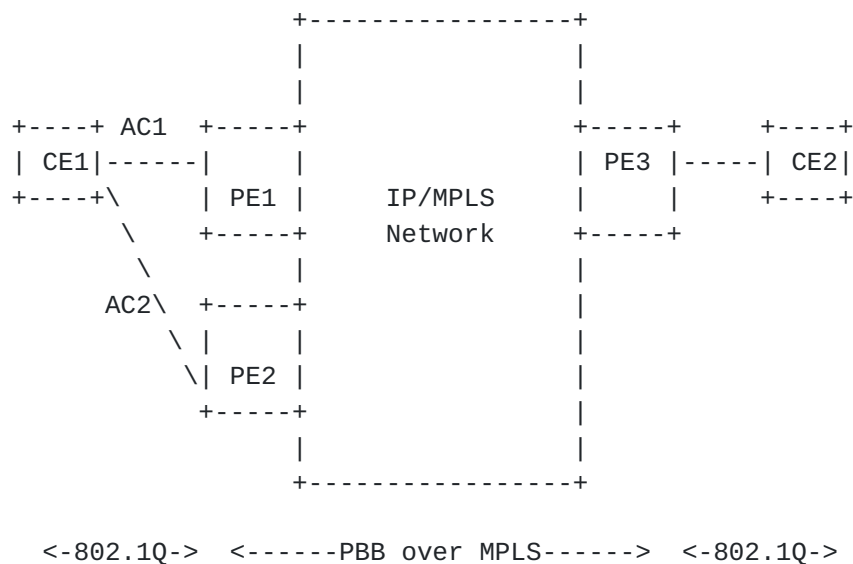 AC1
CE1 PE3 CE2
PE1 IP/MPLS
Network
AC2
PE2
<-802.1Q-> <------PBB over MPLS------> <-802.1Q->